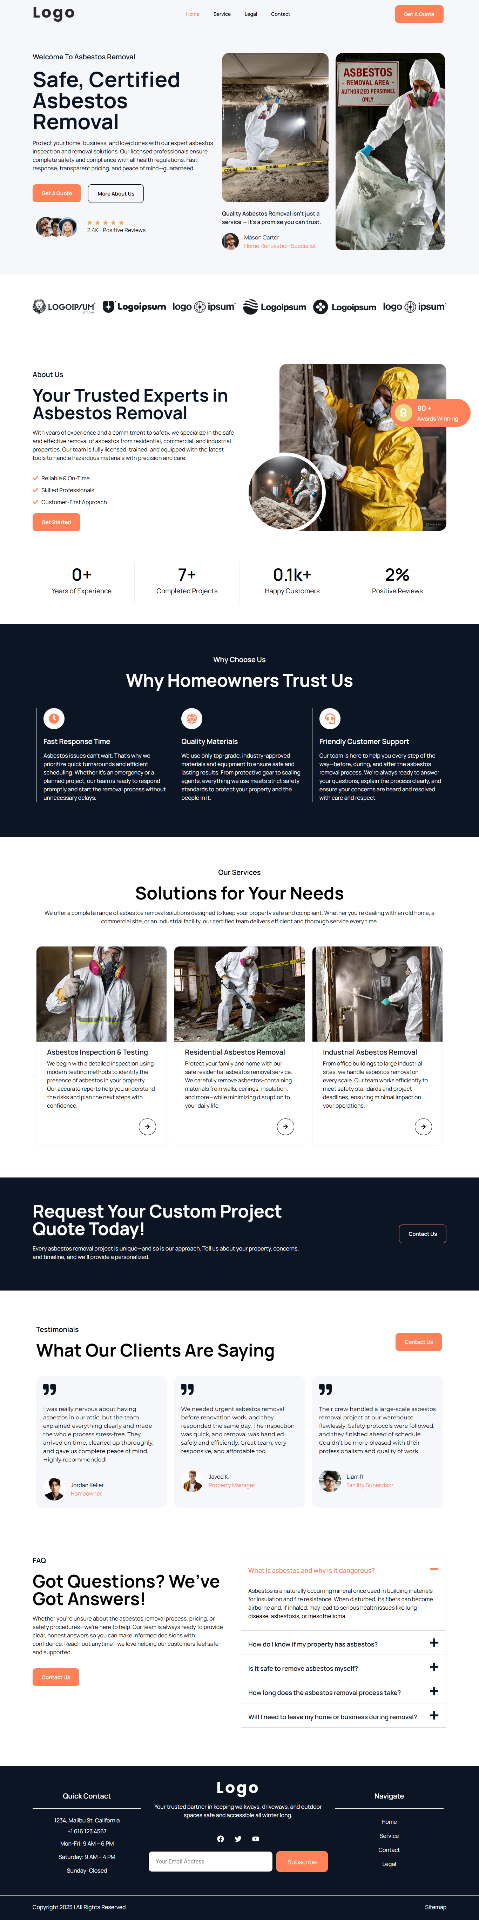 Logo
Home Service Legal Contact
Get A Quote
Welcome To Asbestos Removal
Safe, Certified
Asbestos
Removal
Protect your home, business, and loved ones with our expert asbestos
inspection and removal solutions. Our licensed professionals ensure
complete safety and compliance with all health regulations. Fast
response, transparent pricing, and peace of mind—guaranteed.
Get A Quote
More About Us
2.4K+ Positive Reviews
ASBESTOS
REMOVAL AREA
AUTHORIZED PERSONNEL
ONLY
Quality Asbestos Removal isn't just a
service — it's a promise you can trust.
Mason Carter
Home Renovation Specialist
LOGOIPSUM Logoipsum logo ipsum Logoipsum Logoipsum logo ipsum
About Us
Your Trusted Experts in
Asbestos Removal
With years of experience and a commitment to safety, we specialize in the safe
and effective removal of asbestos from residential, commercial, and industrial
properties. Our team is fully licensed, trained, and equipped with the latest
tools to handle hazardous materials with precision and care.
Reliable & On-Time
Skilled Professionals
Customer-First Approach
Get Started
80 +
Awards Winning
0+
Years of Experience
7+
Completed Projects
0.1k+
Happy Customers
2%
Positive Reviews
Why Choose Us
Why Homeowners Trust Us
Fast Response Time
Asbestos issues can't wait. That's why we
prioritize quick turnarounds and efficient
scheduling. Whether it's an emergency or a
planned project, our team is ready to respond
promptly and start the removal process without
unnecessary delays.
Quality Materials
We use only top-grade, industry-approved
materials and equipment to ensure safe and
lasting results. From protective gear to sealing
agents, everything we use meets strict safety
standards to protect your property and the
people in it.
Friendly Customer Support
Our team is here to help you every step of the
way—before, during, and after the asbestos
removal process. We're always ready to answer
your questions, explain the process clearly, and
ensure your concerns are heard and resolved
with care and respect.
Our Services
Solutions for Your Needs
We offer a complete range of asbestos removal solutions designed to keep your property safe and compliant. Whether you're dealing with an old home, a
commercial site, or an industrial facility, our certified team delivers efficient and thorough service every time.
Asbestos Inspection & Testing
We begin with a detailed inspection using
modern testing methods to identify the
presence of asbestos in your property.
Our accurate reports help you understand
the risks and plan the next steps with
confidence.
Residential Asbestos Removal
Protect your family and home with our
safe residential asbestos removal service.
We carefully remove asbestos-containing
materials from walls, ceilings, insulation,
and more—while minimizing disruption to
your daily life.
Industrial Asbestos Removal
From office buildings to large industrial
sites, we handle asbestos removal on
every scale. Our team works efficiently to
meet safety standards and project
deadlines, ensuring minimal impact on
your operations.
Request Your Custom Project
Quote Today!
Every asbestos removal project is unique—and so is our approach. Tell us about your property, concerns,
and timeline, and we'll provide a personalized.
Contact Us
Testimonials
What Our Clients Are Saying
Contact Us
I was really nervous about having
asbestos in our attic, but the team
explained everything clearly and made
the whole process stress-free. They
arrived on time, cleaned up thoroughly,
and gave us complete peace of mind.
Highly recommended!
Jordan Keller
Homeowner
We needed urgent asbestos removal
before renovation work, and they
responded the same day. The inspection
was quick, and removal was handled
safely and efficiently. Great team, very
responsive, and affordable too.
Jayed K.
Property Manager
Their crew handled a large-scale asbestos
removal project at our warehouse
flawlessly. Safety protocols were followed,
and they finished ahead of schedule.
Couldn't be more pleased with their
professionalism and quality of work.
Liam R
Facility Supervisor
FAQ
Got Questions? We've
Got Answers!
Whether you're unsure about the asbestos removal process, pricing, or
safety procedures—we're here to help. Our team is always ready to provide
clear, honest answers so you can make informed decisions with
confidence. Reach out anytime—we love helping our customers feel safe
and supported.
Contact Us
What is asbestos and why is it dangerous?
Asbestos is a naturally occurring mineral once used in building materials
for insulation and fire resistance. When disturbed, its fibers can become
airborne and, if inhaled, may lead to serious health issues like lung
disease, asbestosis, or mesothelioma.
How do I know if my property has asbestos?
Is it safe to remove asbestos myself?
How long does the asbestos removal process take?
Will I need to leave my home or business during removal?
Quick Contact
1234, Malibu St, California
+1 616 123 4567
Mon-Fri: 9 AM – 6 PM
Saturday: 9 AM – 4 PM
Sunday: Closed
Logo
Your trusted partner in keeping walkways, driveways, and outdoor
spaces safe and accessible all winter long.
Your Email Address
Subscribe
Navigate
Home
Service
Contact
Legal
Copyright 2025 | All Rights Reserved
Sitemap